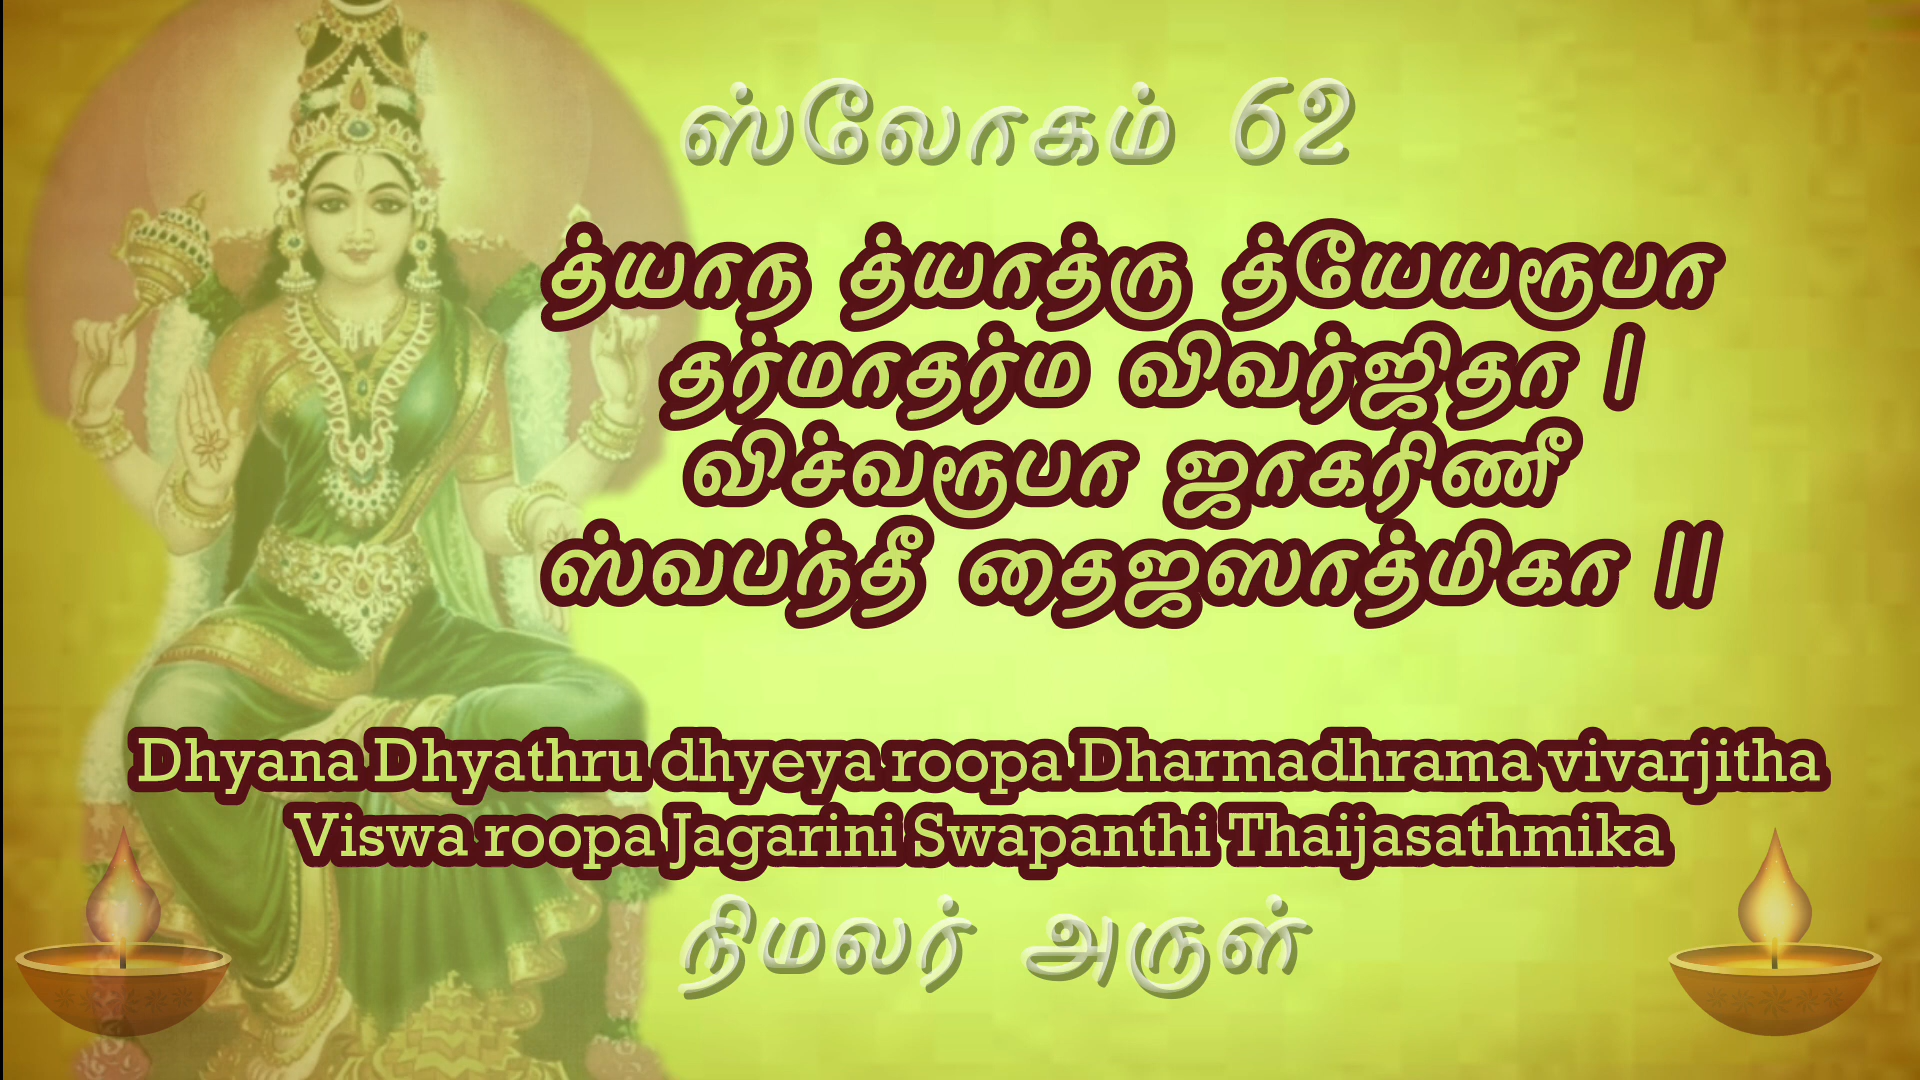 ஸ்லோகம் 62
த்யாந த்யாத்ரு த்யேயரூபா
தர்மாதர்ம விவர்ஜிதா |
விச்வரூபா ஜாகரிணீ
ஸ்வபந்தீ தைஜஸாத்மிகா ||
Dhyana Dhyathru dhyeya roopa Dharmadhrama vivarjitha
Viswa roopa Jagarini Swapanthi Thaijasathmika
நிமலர் அருள்